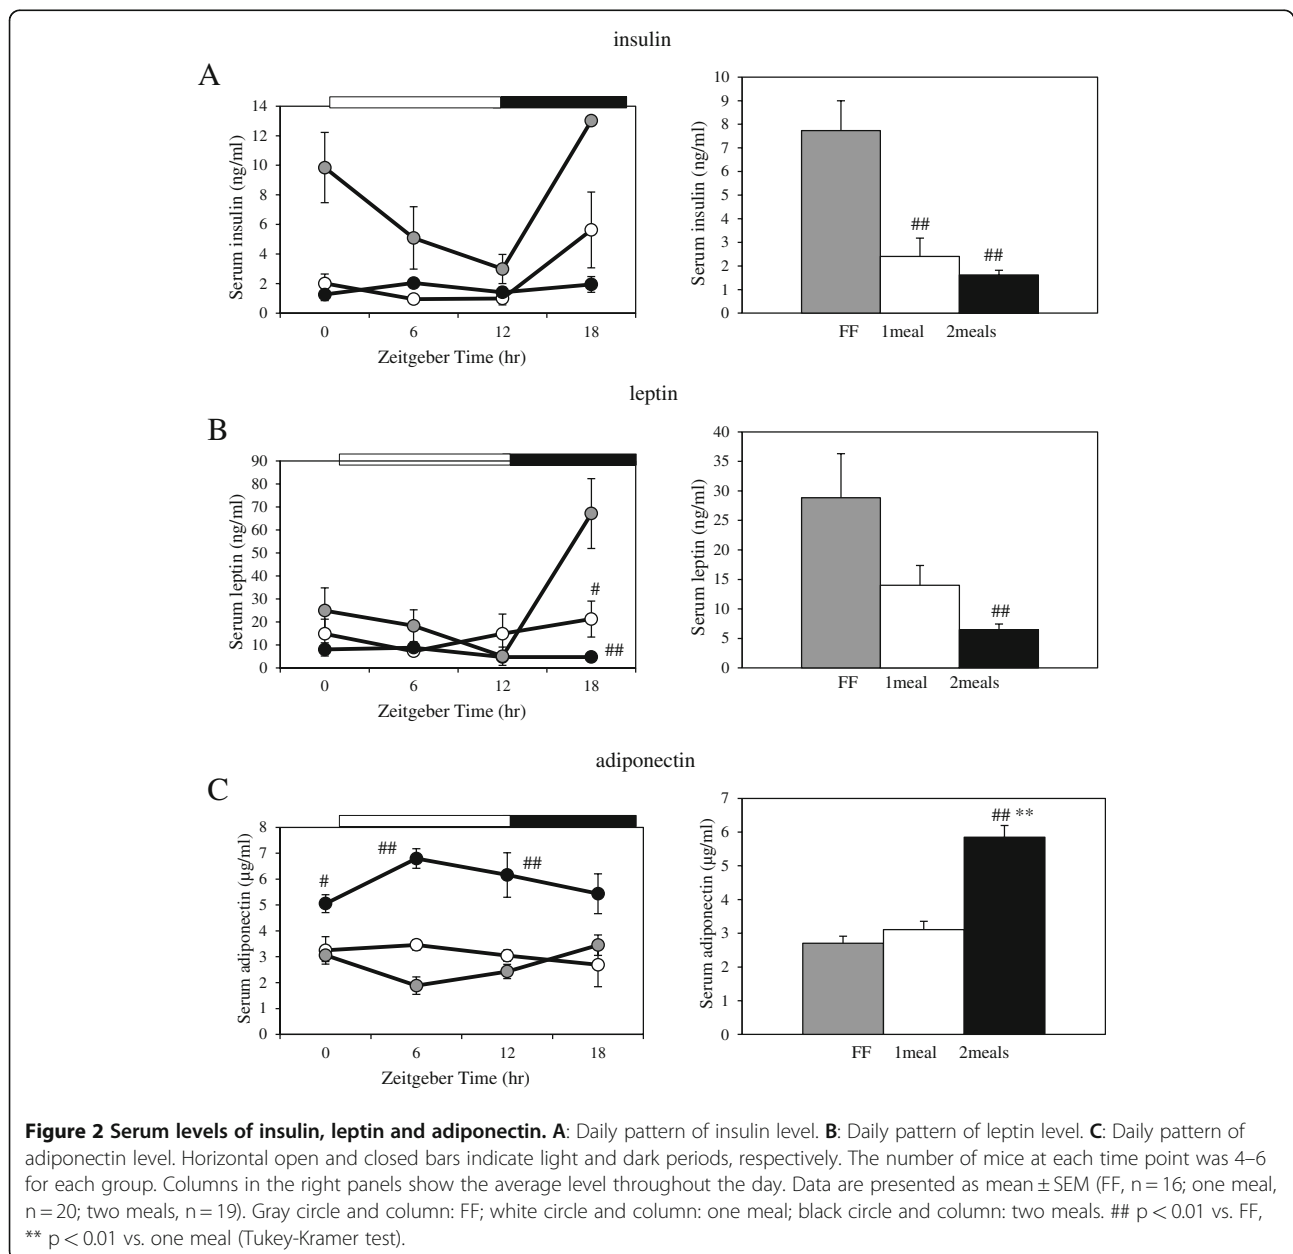 insulin
A
14
12
10
8
6
4
2
0
Serum insulin (ng/ml)
0 6 12 18
Zeitgeber Time (hr)
10
9
8
7
6
5
4
3
2
1
0
Serum insulin (ng/ml)
##
##
FF 1meal 2meals
leptin
B
90
80
70
60
50
40
30
20
10
0
Serum leptin (ng/ml)
#
##
0 6 12 18
Zeitgeber Time (hr)
40
35
30
25
20
15
10
5
0
Serum leptin (ng/ml)
##
FF 1meal 2meals
adiponectin
C
8
7
6
5
4
3
2
1
0
Serum adiponectin (μg/ml)
#
##
##
0 6 12 18
Zeitgeber Time (hr)
7
6
5
4
3
2
1
0
Serum adiponectin (μg/ml)
## **
FF 1meal 2meals
Figure 2 Serum levels of insulin, leptin and adiponectin. A: Daily pattern of insulin level. B: Daily pattern of leptin level. C: Daily pattern of
adiponectin level. Horizontal open and closed bars indicate light and dark periods, respectively. The number of mice at each time point was 4–6
for each group. Columns in the right panels show the average level throughout the day. Data are presented as mean ± SEM (FF, n = 16; one meal,
n = 20; two meals, n = 19). Gray circle and column: FF; white circle and column: one meal; black circle and column: two meals. ## p < 0.01 vs. FF,
** p < 0.01 vs. one meal (Tukey-Kramer test).